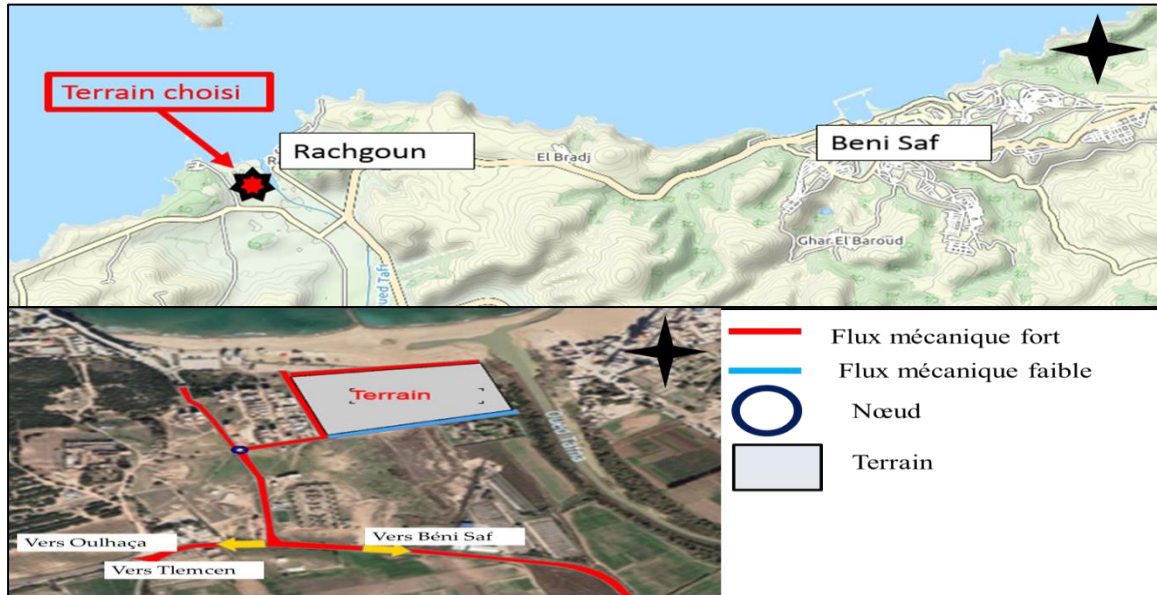 Terrain choisi
Rachgoun
El Bradj
Beni Saf
Ghar El Baroud
Oued Tafi
Terrain
Oued Tafna
Vers Oulhaça
Vers Béni Saf
Vers Tlemcen
Flux mécanique fort
Flux mécanique faible
Nœud
Terrain